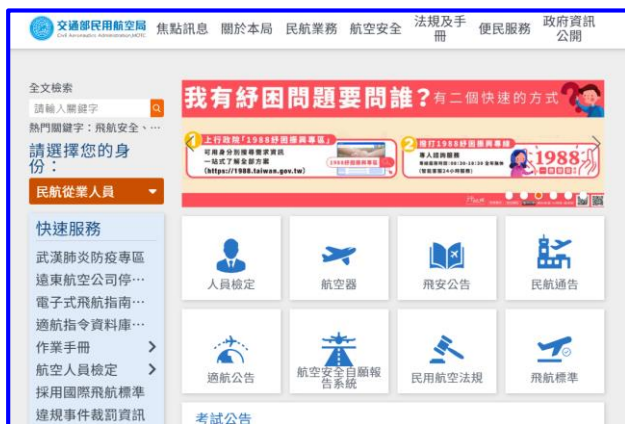 交通部民用航空局
Civil Aeronautics Administration, MOTC
焦點訊息 關於本局 民航業務 航空安全 法規及手冊 便民服務 政府資訊公開
全文檢索
請輸入關鍵字
熱門關鍵字：飛航安全、…
請選擇您的身
份：
民航從業人員
快速服務
武漢肺炎防疫專區
遠東航空公司停…
電子式飛航指南…
適航指令資料庫…
作業手冊
航空人員檢定
採用國際飛航標準
違規事件裁罰資訊
我有紓困問題要問誰？有二個快速的方式
1 上行政院「1988紓困振興專區」
可用身分別搜尋需求資訊
一站式了解全部方案
(https://1988.taiwan.gov.tw)
2 撥打1988紓困振興專線
專人諮詢服務
1988
人員檢定
航空器
飛安公告
民航通告
適航公告
航空安全自願報
告系統
民用航空法規
飛航標準
考試公告